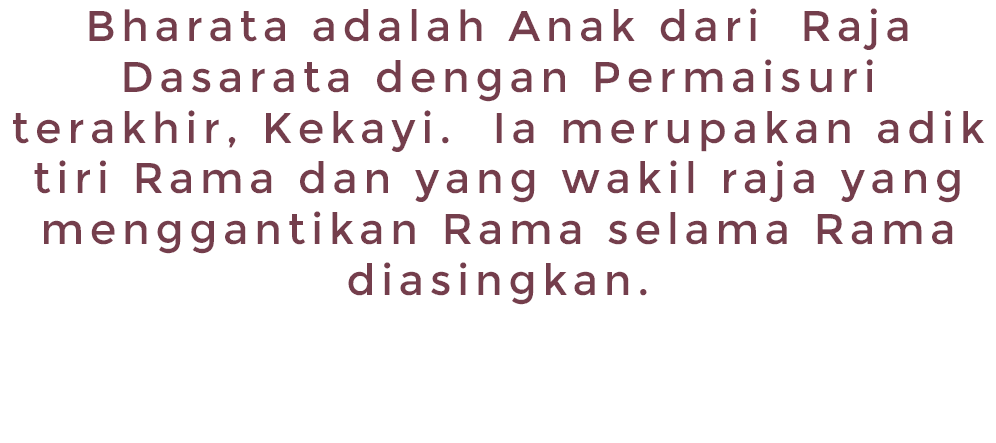 Bharata adalah Anak dari  Raja
Dasarata dengan Permaisuri
terakhir, Kekayi.  Ia merupakan adik
tiri Rama dan yang wakil raja yang
menggantikan Rama selama Rama
diasingkan.